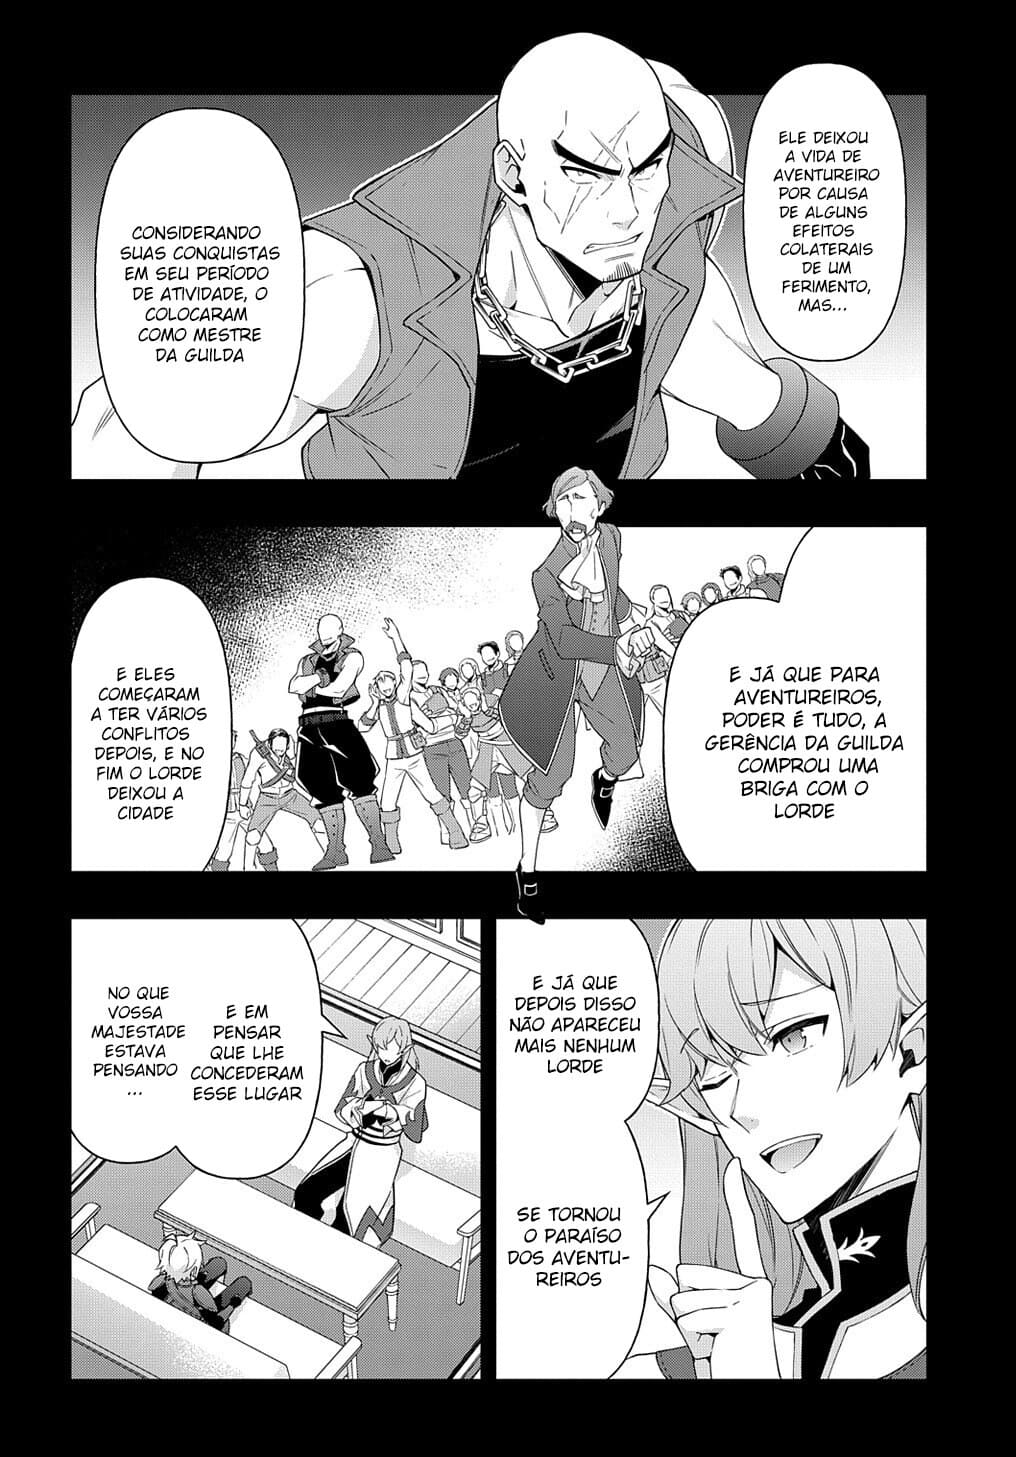 ELE DEIXOU
A VIDA DE
AVENTUREIRO
POR CAUSA
DE ALGUNS
EFEITOS
COLATERAIS
DE UM
FERIMENTO,
MAS...
CONSIDERANDO
SUAS CONQUISTAS
EM SEU PERÍODO
DE ATIVIDADE, O
COLOCARAM
COMO MESTRE
DA GUILDA
E JÁ QUE PARA
AVENTUREIROS,
PODER É TUDO, A
GERÊNCIA DA GUILDA
COMPROU UMA
BRIGA COM O
LORDE
E ELES
COMEÇARAM
A TER VÁRIOS
CONFLITOS
DEPOIS, E NO
FIM O LORDE
DEIXOU A
CIDADE
E JÁ QUE
DEPOIS DISSO
NÃO APARECEU
MAIS NENHUM
LORDE
SE TORNOU
O PARAÍSO
DOS AVENTU-
REIROS
E EM
PENSAR
QUE LHE
CONCEDERAM
ESSE LUGAR
NO QUE
VOSSA
MAJESTADE
ESTAVA
PENSANDO
...